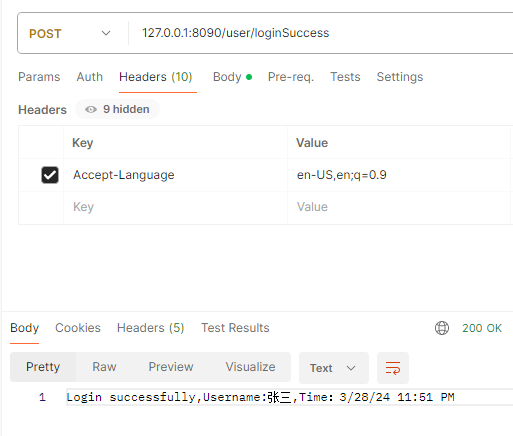 POST 127.0.0.1:8090/user/loginSuccess
Params Auth Headers (10) Body Pre-req. Tests Settings
Headers 9 hidden
Key Value
Accept-Language en-US,en;q=0.9
Key Value
Body Cookies Headers (5) Test Results 200 OK
Pretty Raw Preview Visualize Text
1 Login successfully,Username:张三,Time：3/28/24 11:51 PM